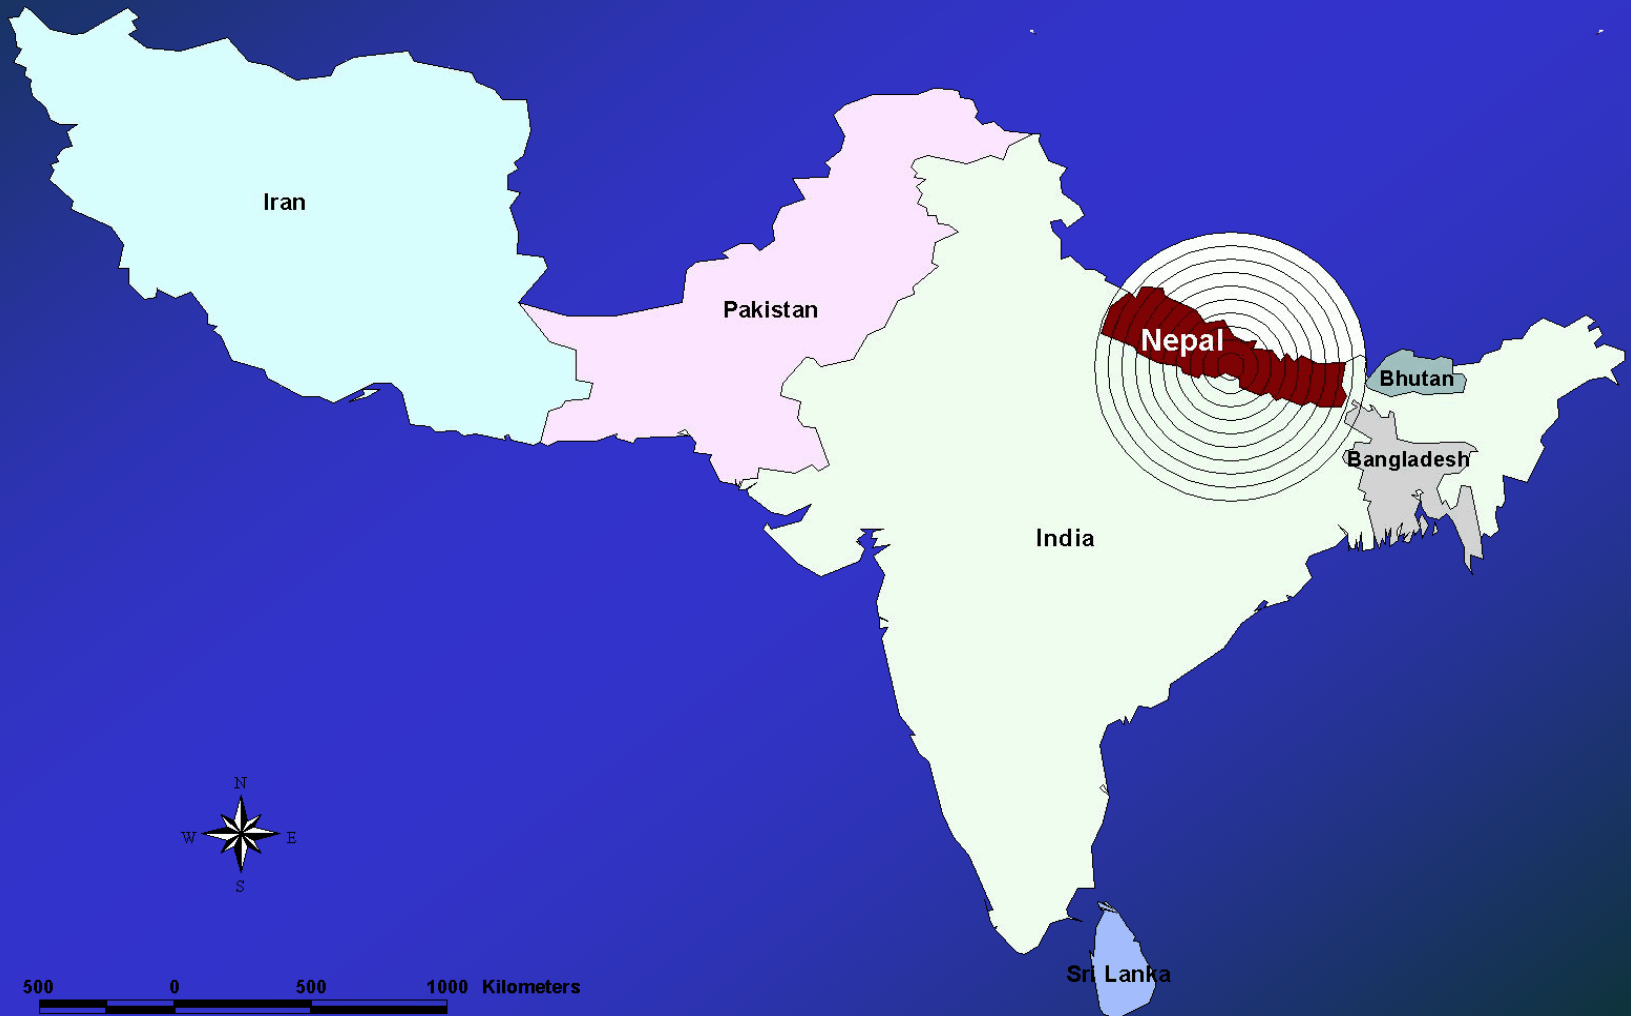 Iran
Pakistan
Nepal
Bhutan
Bangladesh
India
N
W E
S
Sri Lanka
500 0 500 1000 Kilometers